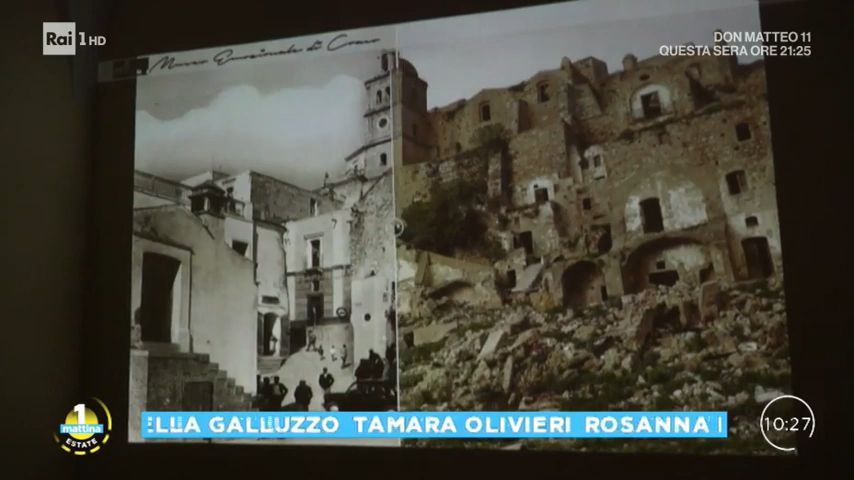 Rai 1 HD
DON MATTEO 11
QUESTA SERA ORE 21:25
Museo Emozionale di Craco
ELLA GALLUZZO TAMARA OLIVIERI ROSANNA
1
mattina
ESTATE
10:27